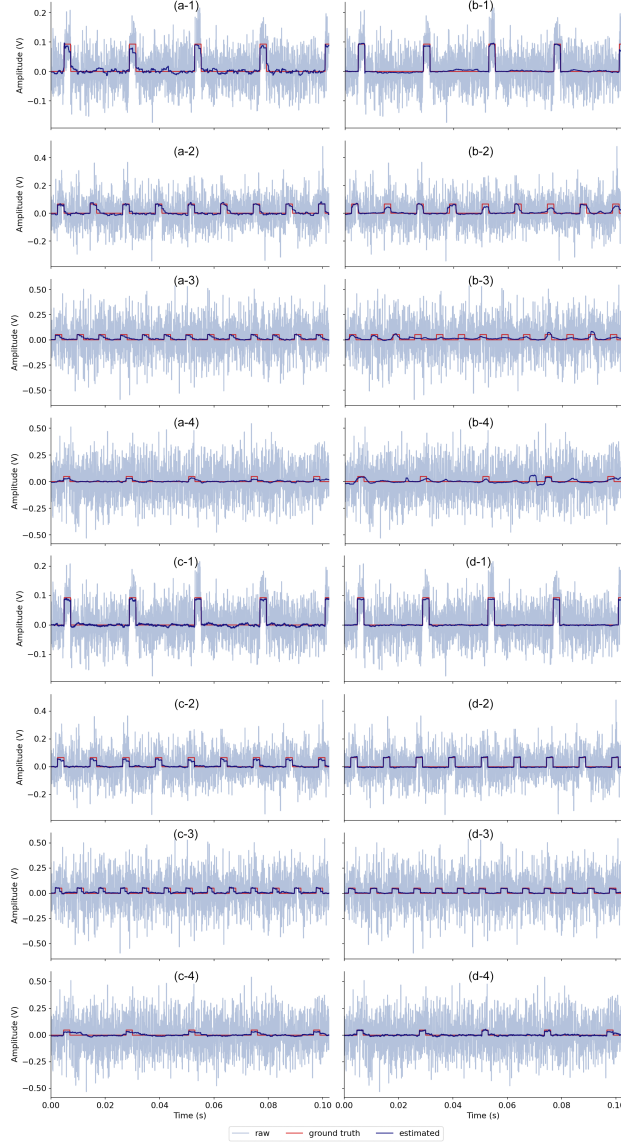 (a-1) (b-1)
0.2
0.1
0.0
−0.1
Amplitude (V)
(a-2) (b-2)
0.4
0.2
0.0
−0.2
Amplitude (V)
(a-3) (b-3)
0.50
0.25
0.00
−0.25
−0.50
Amplitude (V)
(a-4) (b-4)
0.50
0.25
0.00
−0.25
−0.50
Amplitude (V)
(c-1) (d-1)
0.2
0.1
0.0
−0.1
Amplitude (V)
(c-2) (d-2)
0.4
0.2
0.0
−0.2
Amplitude (V)
(c-3) (d-3)
0.50
0.25
0.00
−0.25
−0.50
Amplitude (V)
(c-4) (d-4)
0.50
0.25
0.00
−0.25
−0.50
Amplitude (V)
0.00 0.02 0.04 0.06 0.08 0.10 0.00 0.02 0.04 0.06 0.08 0.10
Time (s) Time (s)
raw ground truth estimated